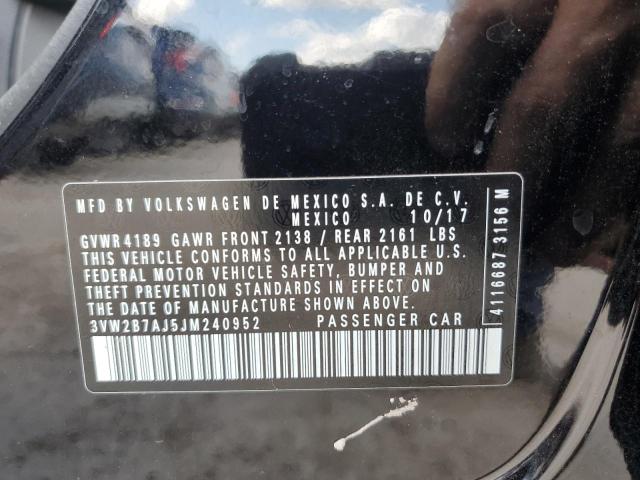 MFD BY VOLKSWAGEN DE MEXICO S.A. DE C.V.
MEXICO 10/17
GVWR4189 GAWR FRONT 2138 / REAR 2161 LBS
THIS VEHICLE CONFORMS TO ALL APPLICABLE U.S.
FEDERAL MOTOR VEHICLE SAFETY, BUMPER AND
THEFT PREVENTION STANDARDS IN EFFECT ON
THE DATE OF MANUFACTURE SHOWN ABOVE.
3VW2B7AJ5JM240952 PASSENGER CAR
4116687 3156 M